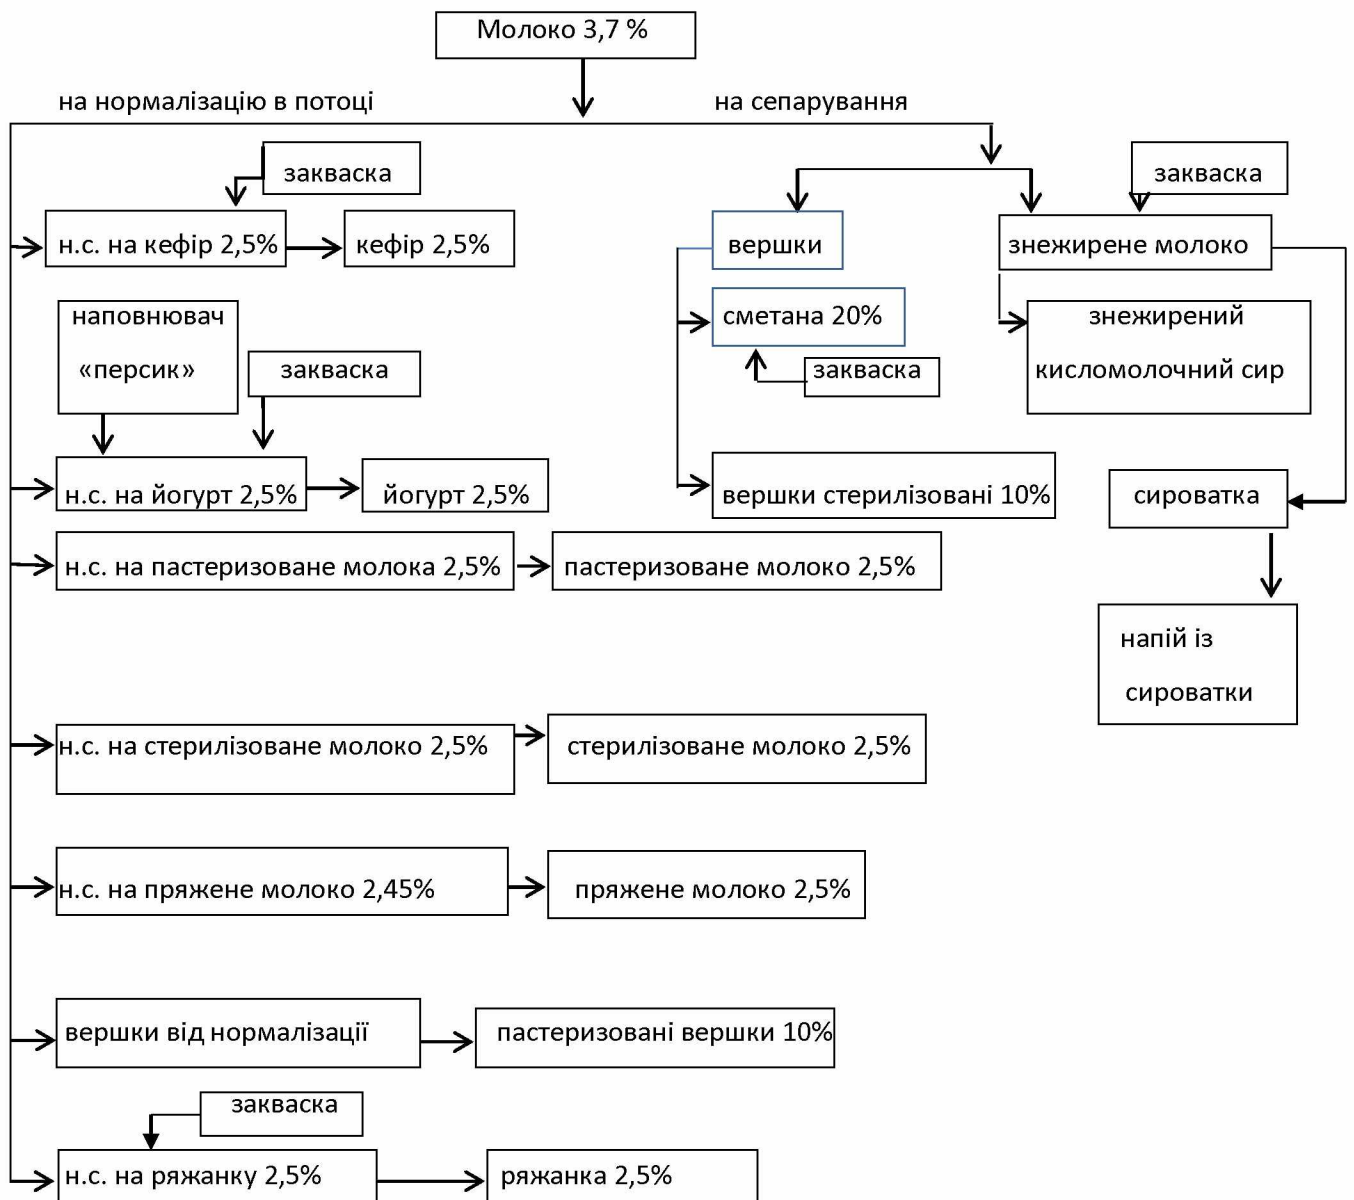 Молоко 3,7 %
на нормалізацію в потоці
на сепарування
закваска
закваска
н.с. на кефір 2,5%
кефір 2,5%
вершки
знежирене молоко
наповнювач
«персик»
закваска
сметана 20%
закваска
знежирений
кисломолочний сир
н.с. на йогурт 2,5%
йогурт 2,5%
вершки стерилізовані 10%
сироватка
н.с. на пастеризоване молока 2,5%
пастеризоване молоко 2,5%
напій із
сироватки
н.с. на стерилізоване молоко 2,5%
стерилізоване молоко 2,5%
н.с. на пряжене молоко 2,45%
пряжене молоко 2,5%
вершки від нормалізації
пастеризовані вершки 10%
закваска
н.с. на ряжанку 2,5%
ряжанка 2,5%